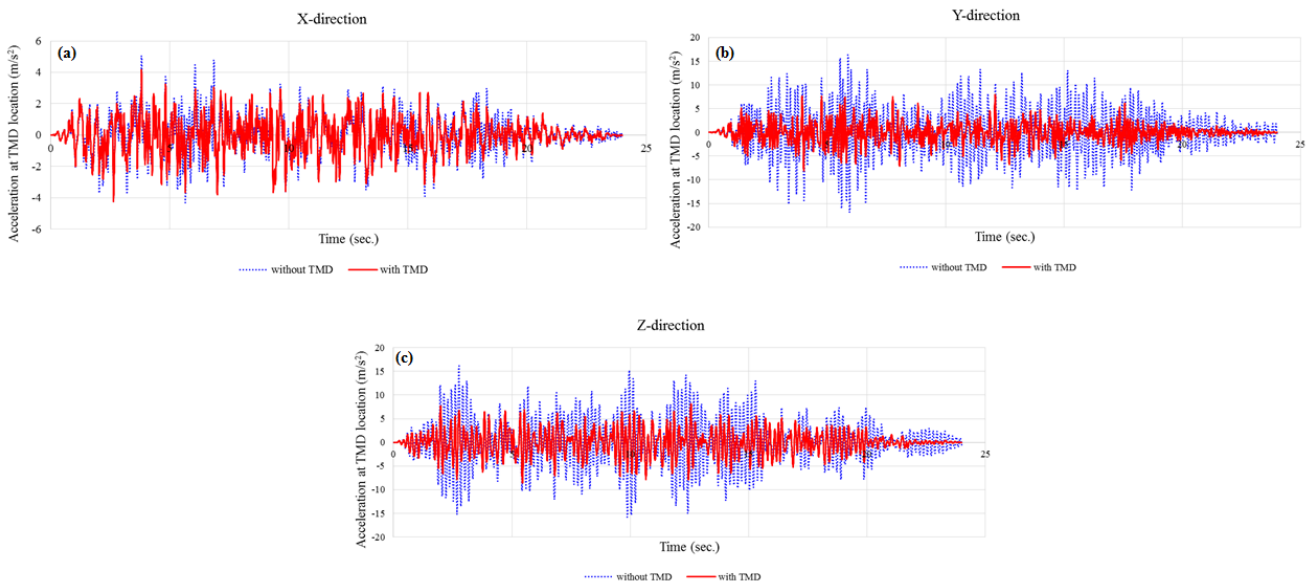 X-direction
(a)
Acceleration at TMD location (m/s²)
6
4
2
0
-2
-4
-6
0 5 10 15 20 25
Time (sec.)
without TMD with TMD
Y-direction
(b)
Acceleration at TMD location (m/s²)
20
15
10
5
0
-5
-10
-15
-20
0 5 10 15 20 25
Time (sec.)
without TMD with TMD
Z-direction
(c)
Acceleration at TMD location (m/s²)
20
15
10
5
0
-5
-10
-15
-20
0 5 10 15 20 25
Time (sec.)
without TMD with TMD